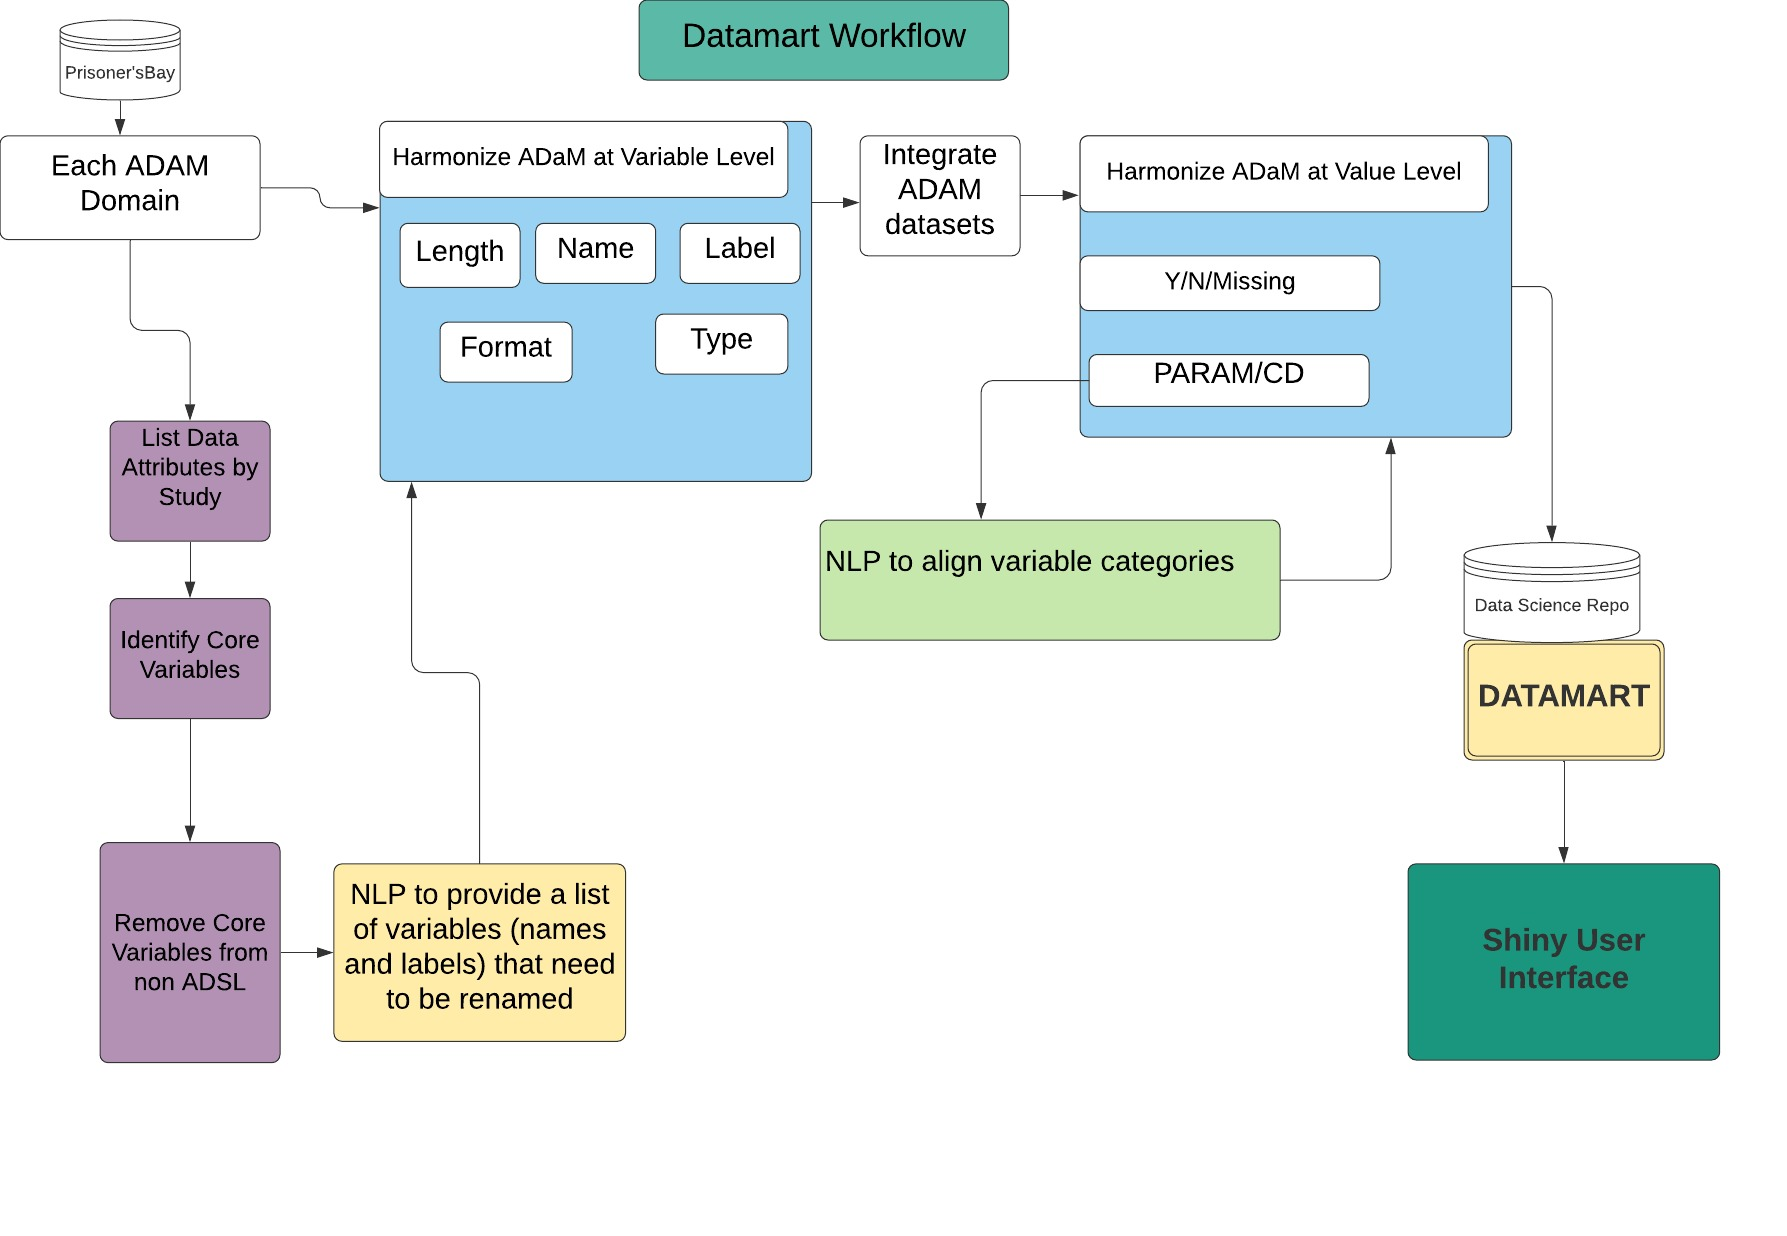 Datamart Workflow
Prisoner'sBay
Each ADAM
Domain
Harmonize ADaM at Variable Level
Length
Name
Label
Format
Type
Integrate
ADAM
datasets
Harmonize ADaM at Value Level
Y/N/Missing
PARAM/CD
List Data
Attributes by
Study
Identify Core
Variables
Remove Core
Variables from
non ADSL
NLP to provide a list
of variables (names
and labels) that need
to be renamed
NLP to align variable categories
Data Science Repo
DATAMART
Shiny User
Interface